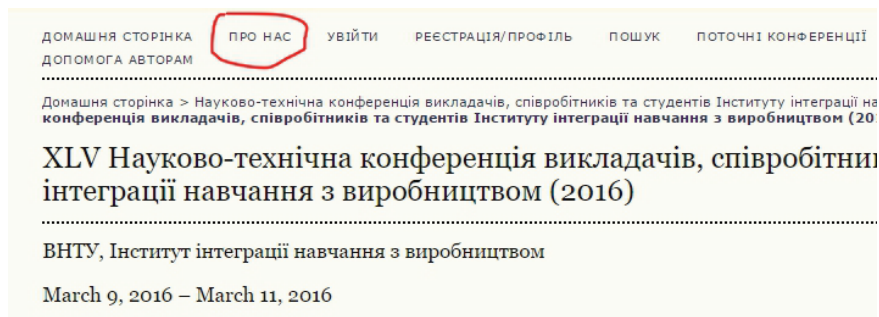 ДОМАШНЯ СТОРІНКА ПРО НАС УВІЙТИ РЕЄСТРАЦІЯ/ПРОФІЛЬ ПОШУК ПОТОЧНІ КОНФЕРЕНЦІЇ
ДОПОМОГА АВТОРАМ
Домашня сторінка > Науково-технічна конференція викладачів, співробітників та студентів Інституту інтеграції на
конференція викладачів, співробітників та студентів Інституту інтеграції навчання з виробництвом (20
XLV Науково-технічна конференція викладачів, співробітни
інтеграції навчання з виробництвом (2016)
ВНТУ, Інститут інтеграції навчання з виробництвом
March 9, 2016 – March 11, 2016